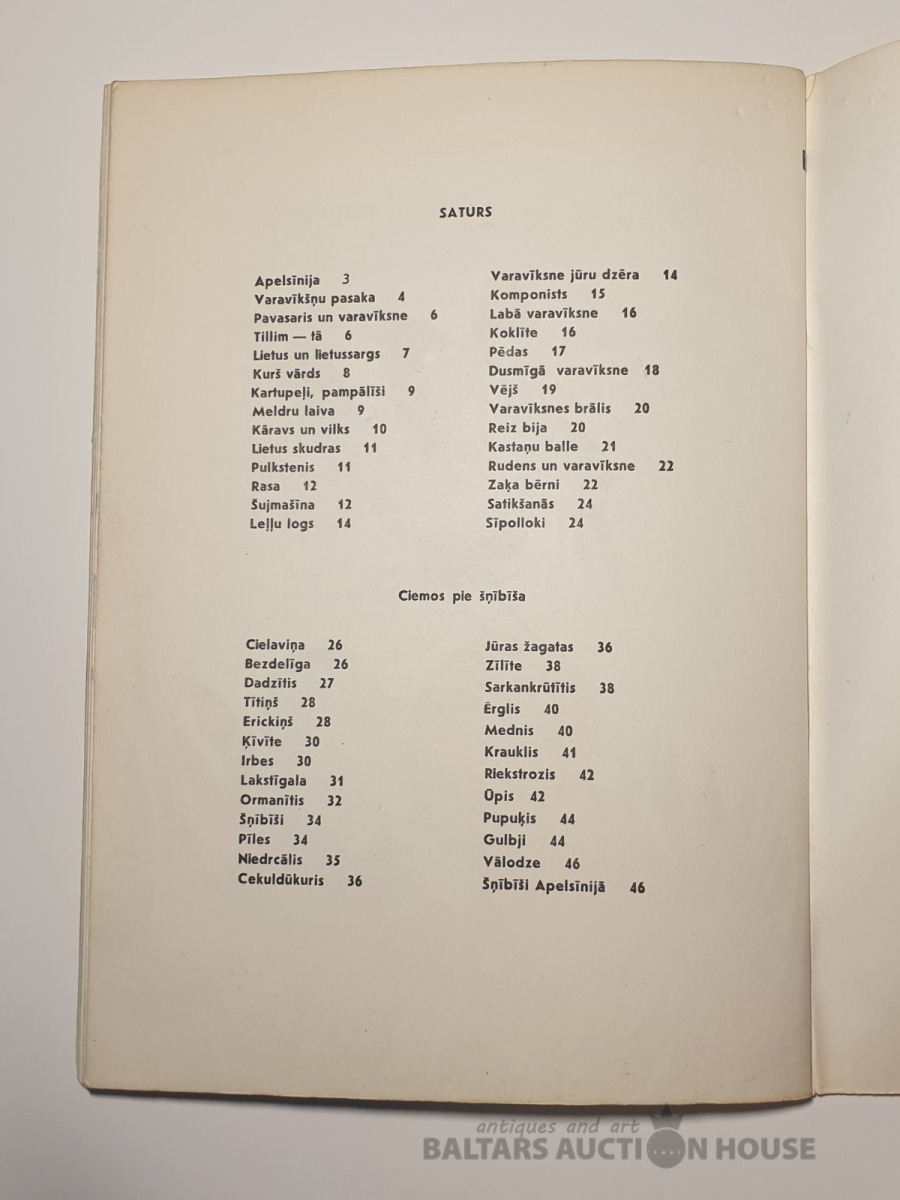 SATURS
Apelsīnija 3
Varavīkšņu pasaka 4
Pavasaris un varavīksne 6
Tillim — tā 6
Lietus un lietussargs 7
Kurš vārds 8
Kartupeļi, pampālīši 9
Meldru laiva 9
Kāravs un vilks 10
Lietus skudras 11
Pulkstenis 11
Rasa 12
Šujmašīna 12
Leļļu logs 14
Varavīksne jūru dzēra 14
Komponists 15
Labā varavīksne 16
Koklīte 16
Pēdas 17
Dusmīgā varavīksne 18
Vējš 19
Varavīksnes brālis 20
Reiz bija 20
Kastaņu balle 21
Rudens un varavīksne 22
Zaķa bērni 22
Satikšanās 24
Sīpolloki 24
Ciemos pie šņībīša
Cielaviņa 26
Bezdelīga 26
Dadzītis 27
Tītiņš 28
Erickiņš 28
Ķīvīte 30
Irbes 30
Lakstīgala 31
Ormanītis 32
Šņībīši 34
Pīles 34
Niedrcālis 35
Cekuldūkuris 36
Jūras žagatas 36
Zīlīte 38
Sarkankrūtītis 38
Ērglis 40
Mednis 40
Krauklis 41
Riekstrozis 42
Ūpis 42
Pupuķis 44
Gulbji 44
Vālodze 46
Šņībīši Apelsīnijā 46
antiques and art
BALTARS AUCTION HOUSE